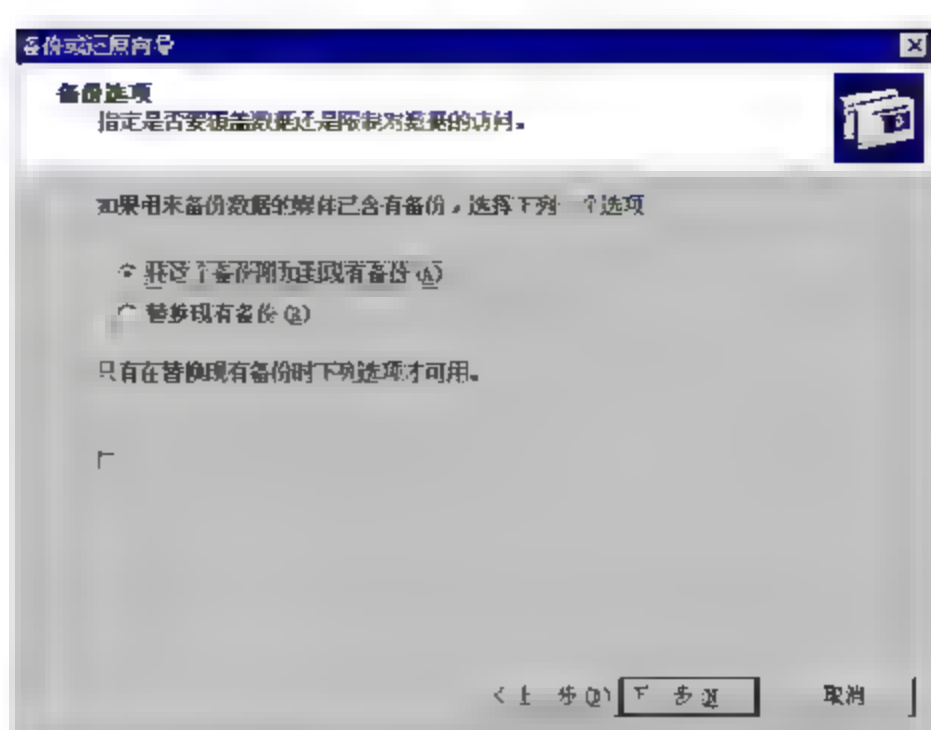 备份或还原向导
备份选项
指定是否要覆盖数据还是限制对数据的访问。
如果用来备份数据的媒体已含有备份，选择下列一个选项
将这个备份附加到现有备份(A)
替换现有备份(R)
只有在替换现有备份时下列选项才可用。
<上一步(B) 下一步(N) 取消